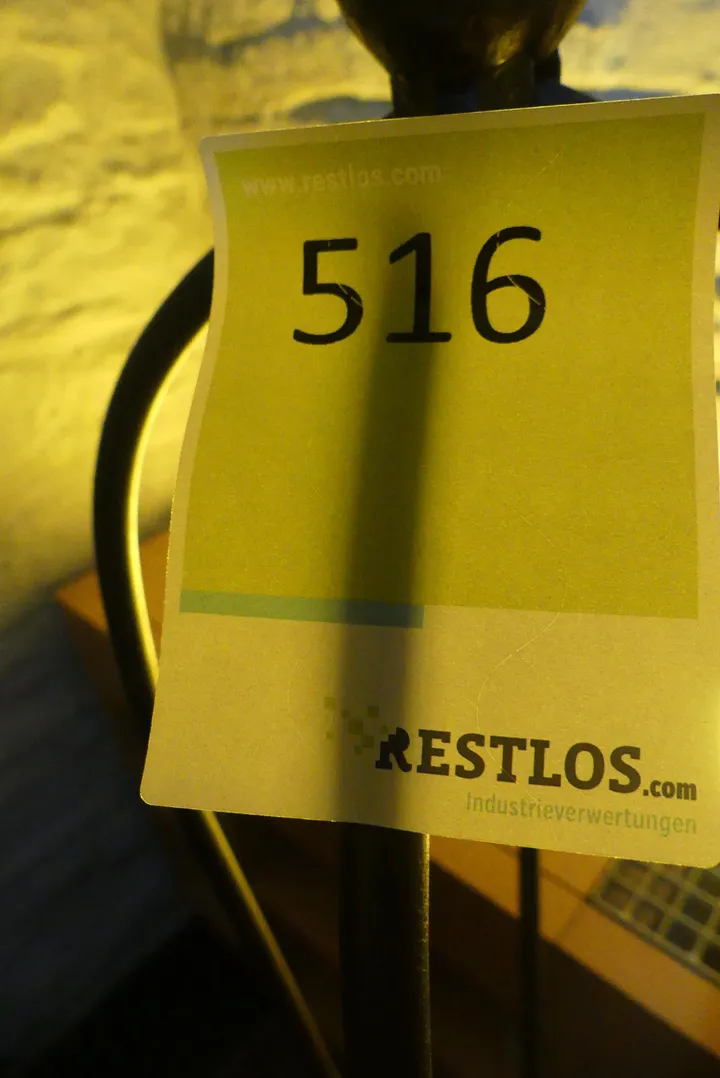 www.restlos.com
516
RESTLOS.com
Industrieverwertungen